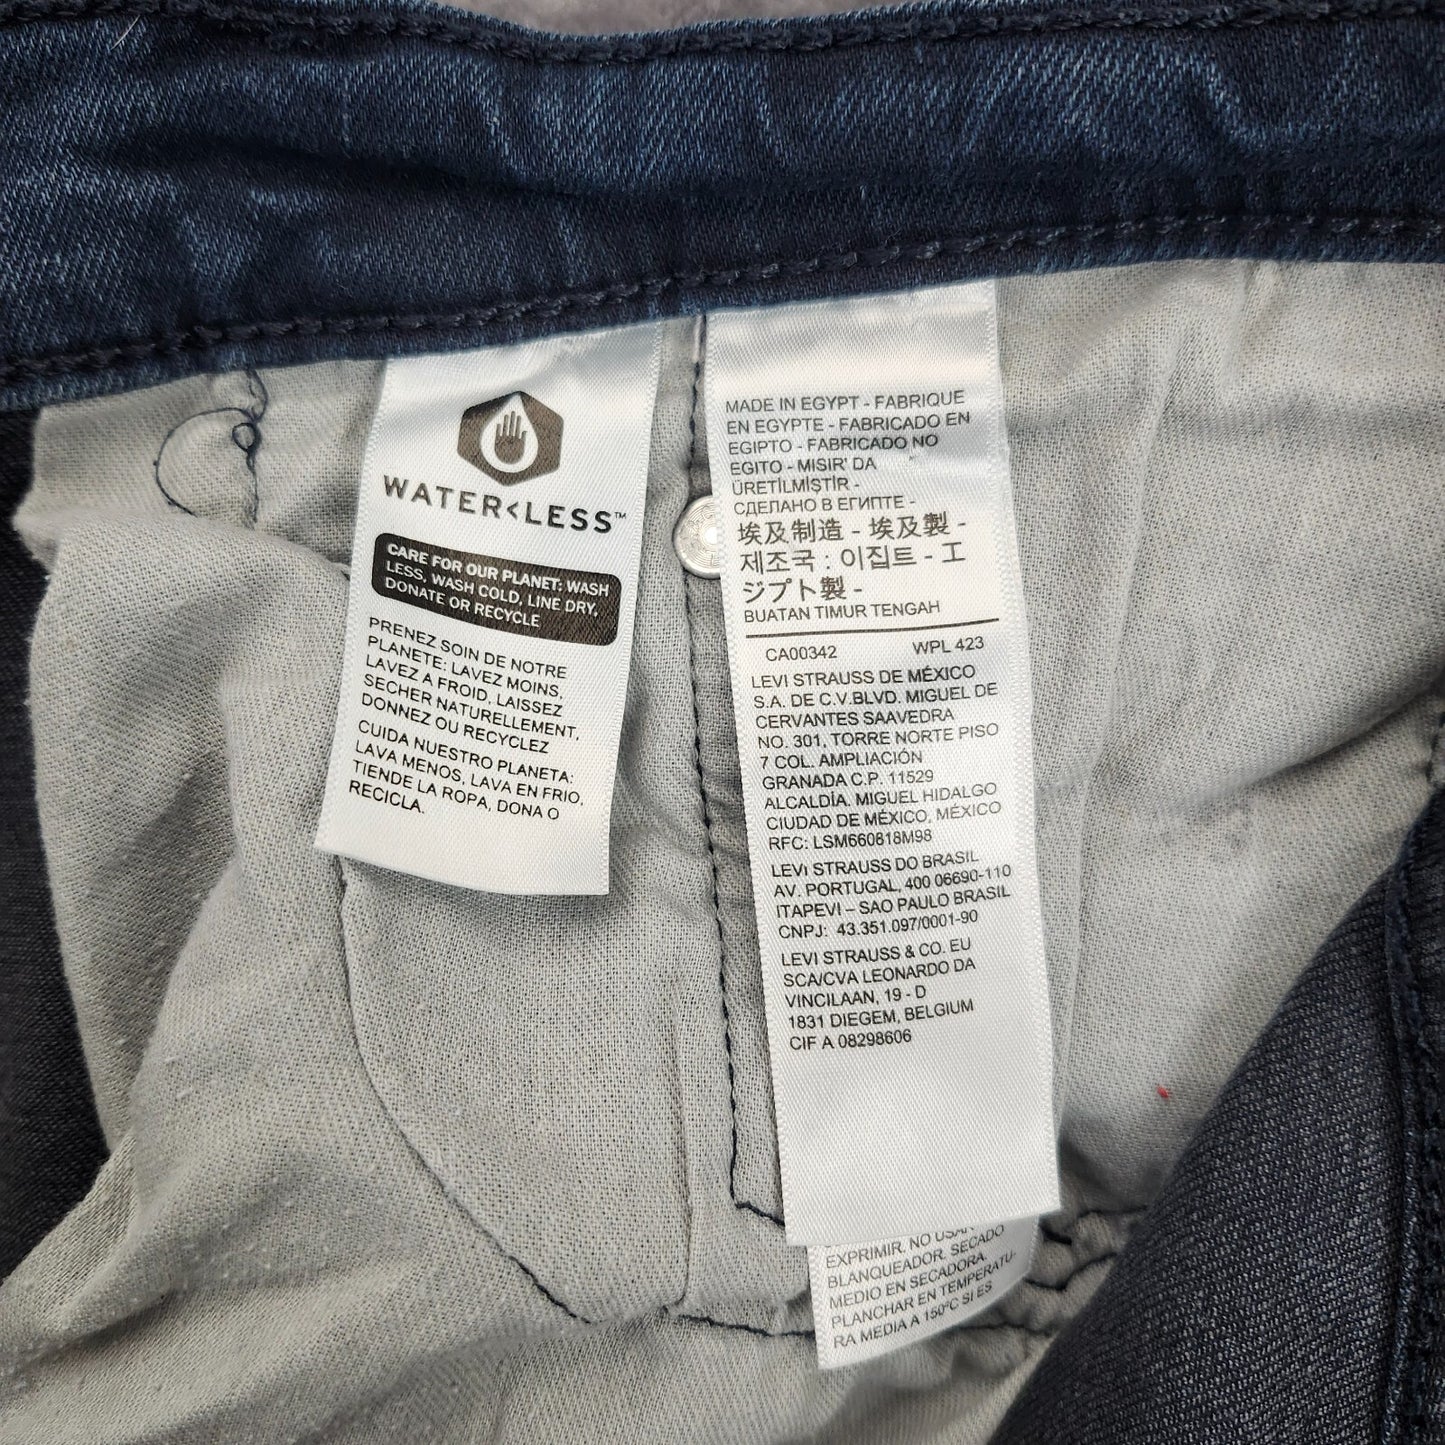 WATER<LESS™
CARE FOR OUR PLANET: WASH
LESS, WASH COLD, LINE DRY,
DONATE OR RECYCLE
PRENEZ SOIN DE NOTRE
PLANETE: LAVEZ MOINS,
LAVEZ A FROID, LAISSEZ
SECHER NATURELLEMENT,
DONNEZ OU RECYCLEZ
CUIDA NUESTRO PLANETA:
LAVA MENOS, LAVA EN FRIO,
TIENDE LA ROPA, DONA O
RECICLA.
MADE IN EGYPT - FABRIQUE
EN EGYPTE - FABRICADO EN
EGIPTO - FABRICADO NO
EGITO - MISIR' DA
ÜRETİLMİŞTİR -
СДЕЛАНО В ЕГИПТЕ -
埃及制造 - 埃及製 -
제조국 : 이집트 - エ
ジプト製 -
BUATAN TIMUR TENGAH
CA00342 WPL 423
LEVI STRAUSS DE MÉXICO
S.A. DE C.V.BLVD. MIGUEL DE
CERVANTES SAAVEDRA
NO. 301, TORRE NORTE PISO
7 COL. AMPLIACIÓN
GRANADA C.P. 11529
ALCALDÍA. MIGUEL HIDALGO
CIUDAD DE MÉXICO, MÉXICO
RFC: LSM660818M98
LEVI STRAUSS DO BRASIL
AV. PORTUGAL, 400 06690-110
ITAPEVI – SAO PAULO BRASIL
CNPJ: 43.351.097/0001-90
LEVI STRAUSS & CO. EU
SCA/CVA LEONARDO DA
VINCILAAN, 19 - D
1831 DIEGEM, BELGIUM
CIF A 08298606
EXPRIMIR. NO USAR
BLANQUEADOR. SECADO
MEDIO EN SECADORA.
PLANCHAR EN TEMPERATU-
RA MEDIA A 150ºC SI ES